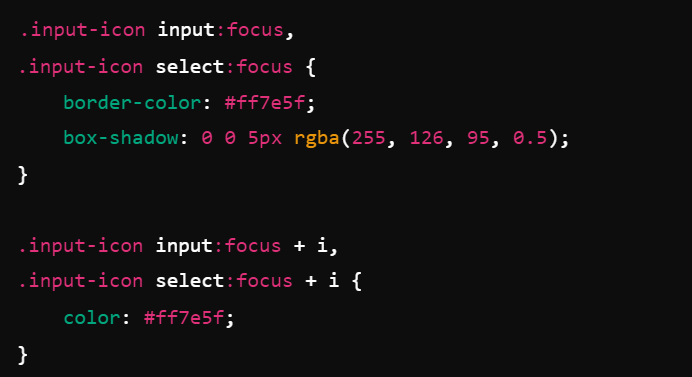 .input-icon input:focus,
.input-icon select:focus {
    border-color: #ff7e5f;
    box-shadow: 0 0 5px rgba(255, 126, 95, 0.5);
}

.input-icon input:focus + i,
.input-icon select:focus + i {
    color: #ff7e5f;
}